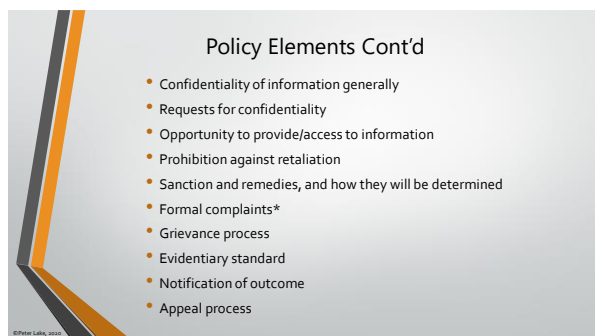 Policy Elements Cont'd
• Confidentiality of information generally
• Requests for confidentiality
• Opportunity to provide/access to information
• Prohibition against retaliation
• Sanction and remedies, and how they will be determined
• Formal complaints*
• Grievance process
• Evidentiary standard
• Notification of outcome
• Appeal process
©Peter Lake, 2020